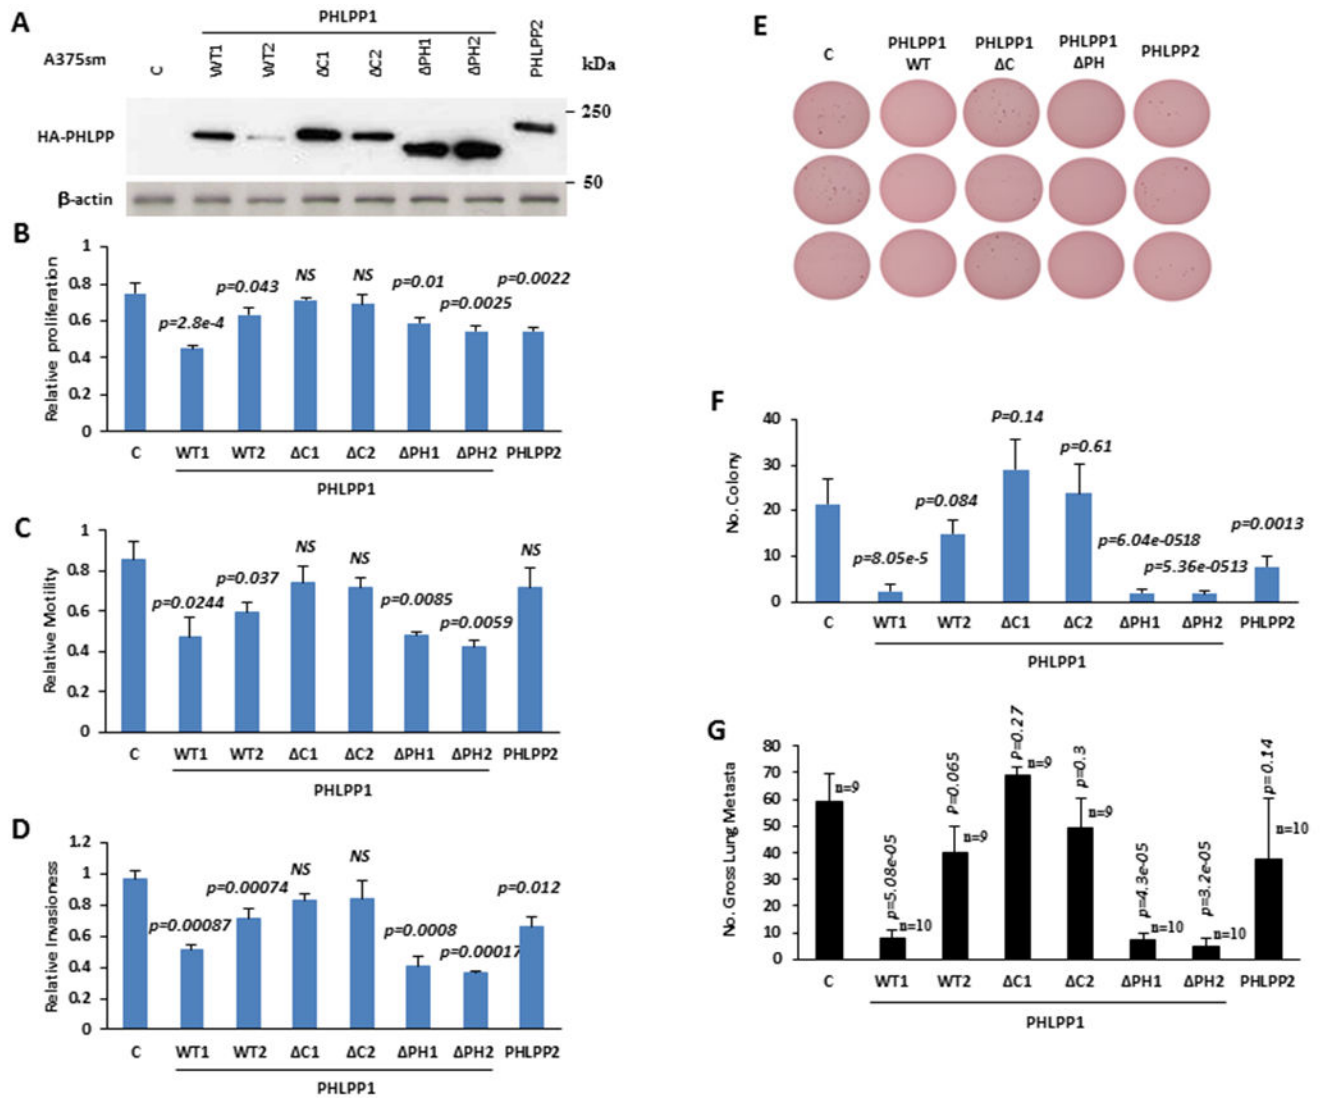 A
PHLPP1
A375sm
C WT1 WT2 ΔC1 ΔC2 ΔPH1 ΔPH2 PHLPP2
kDa
HA-PHLPP
250
50
β-actin
B
Relative proliferation
1
0.8
0.6
0.4
0.2
0
p=2.8e-4
p=0.043
NS
NS
p=0.01
p=0.0025
p=0.0022
C WT1 WT2 ΔC1 ΔC2 ΔPH1 ΔPH2 PHLPP2
PHLPP1
C
Relative Motility
1
0.8
0.6
0.4
0.2
0
p=0.0244
p=0.037
NS
NS
p=0.0085
p=0.0059
NS
C WT1 WT2 ΔC1 ΔC2 ΔPH1 ΔPH2 PHLPP2
PHLPP1
D
Relative Invasioness
1.2
1
0.8
0.6
0.4
0.2
0
p=0.00087
p=0.00074
NS
NS
p=0.0008
p=0.00017
p=0.012
C WT1 WT2 ΔC1 ΔC2 ΔPH1 ΔPH2 PHLPP2
PHLPP1
E
C
PHLPP1
WT
PHLPP1
ΔC
PHLPP1
ΔPH
PHLPP2
F
No. Colony
40
30
20
10
0
p=8.05e-5
p=0.084
P=0.14
p=0.61
p=6.04e-0518
p=5.36e-0513
p=0.0013
C WT1 WT2 ΔC1 ΔC2 ΔPH1 ΔPH2 PHLPP2
PHLPP1
G
No. Gross Lung Metasta
80
70
60
50
40
30
20
10
0
n=9
p=5.08e-05
n=10
P=0.065
n=9
P=0.27
n=9
p=0.3
n=9
p=4.3e-05
n=10
p=3.2e-05
n=10
p=0.14
n=10
C WT1 WT2 ΔC1 ΔC2 ΔPH1 ΔPH2 PHLPP2
PHLPP1